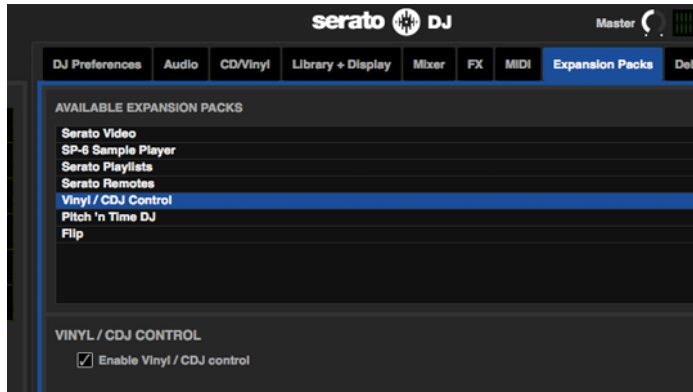 serato DJ
Master
DJ Preferences Audio CD/Vinyl Library + Display Mixer FX MIDI Expansion Packs
AVAILABLE EXPANSION PACKS
Serato Video
SP-6 Sample Player
Serato Playlists
Serato Remotes
Vinyl / CDJ Control
Pitch 'n Time DJ
Flip
VINYL / CDJ CONTROL
Enable Vinyl / CDJ control